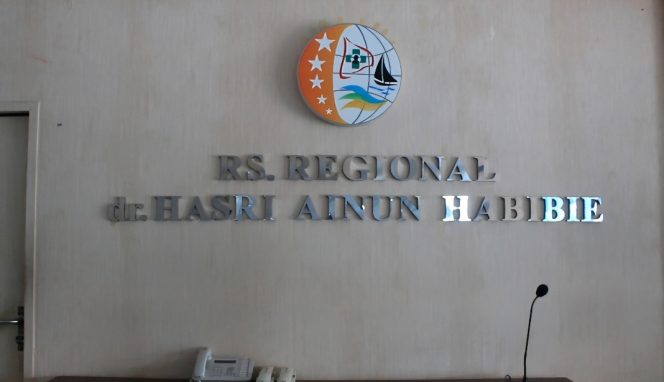 RS. REGIONAL
dr. HASRI AINUN HABIBIE